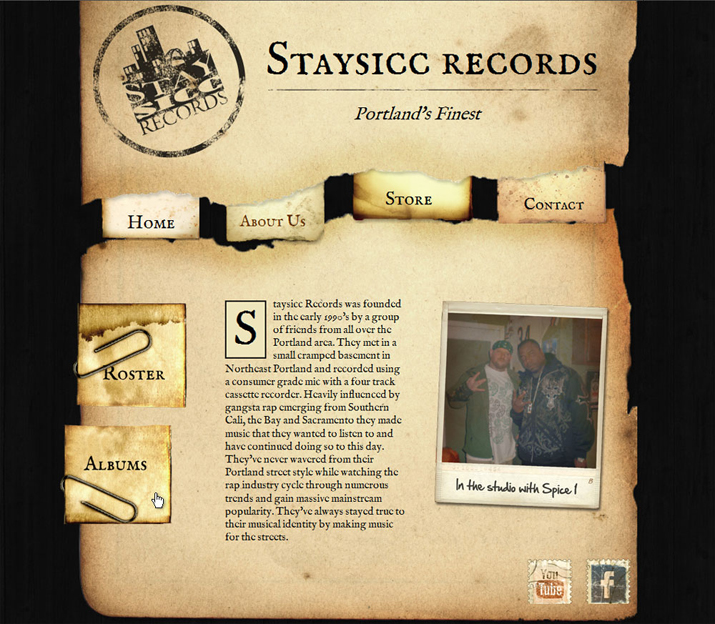 STAY
SICC
RECORDS
Staysicc records
Portland's Finest
Home
About Us
Store
Contact
Roster
Albums
Staysicc Records was founded
in the early 1990's by a group
of friends from all over the
Portland area. They met in a
small cramped basement in
Northeast Portland and recorded using
a consumer grade mic with a four track
cassette recorder. Heavily influenced by
gangsta rap emerging from Southern
Cali, the Bay and Sacramento they made
music that they wanted to listen to and
have continued doing so to this day.
They've never wavered from their
Portland street style while watching the
rap industry cycle through numerous
trends and gain massive mainstream
popularity. They've always stayed true to
their musical identity by making music
for the streets.
In the studio with Spice 1
You
Tube
f